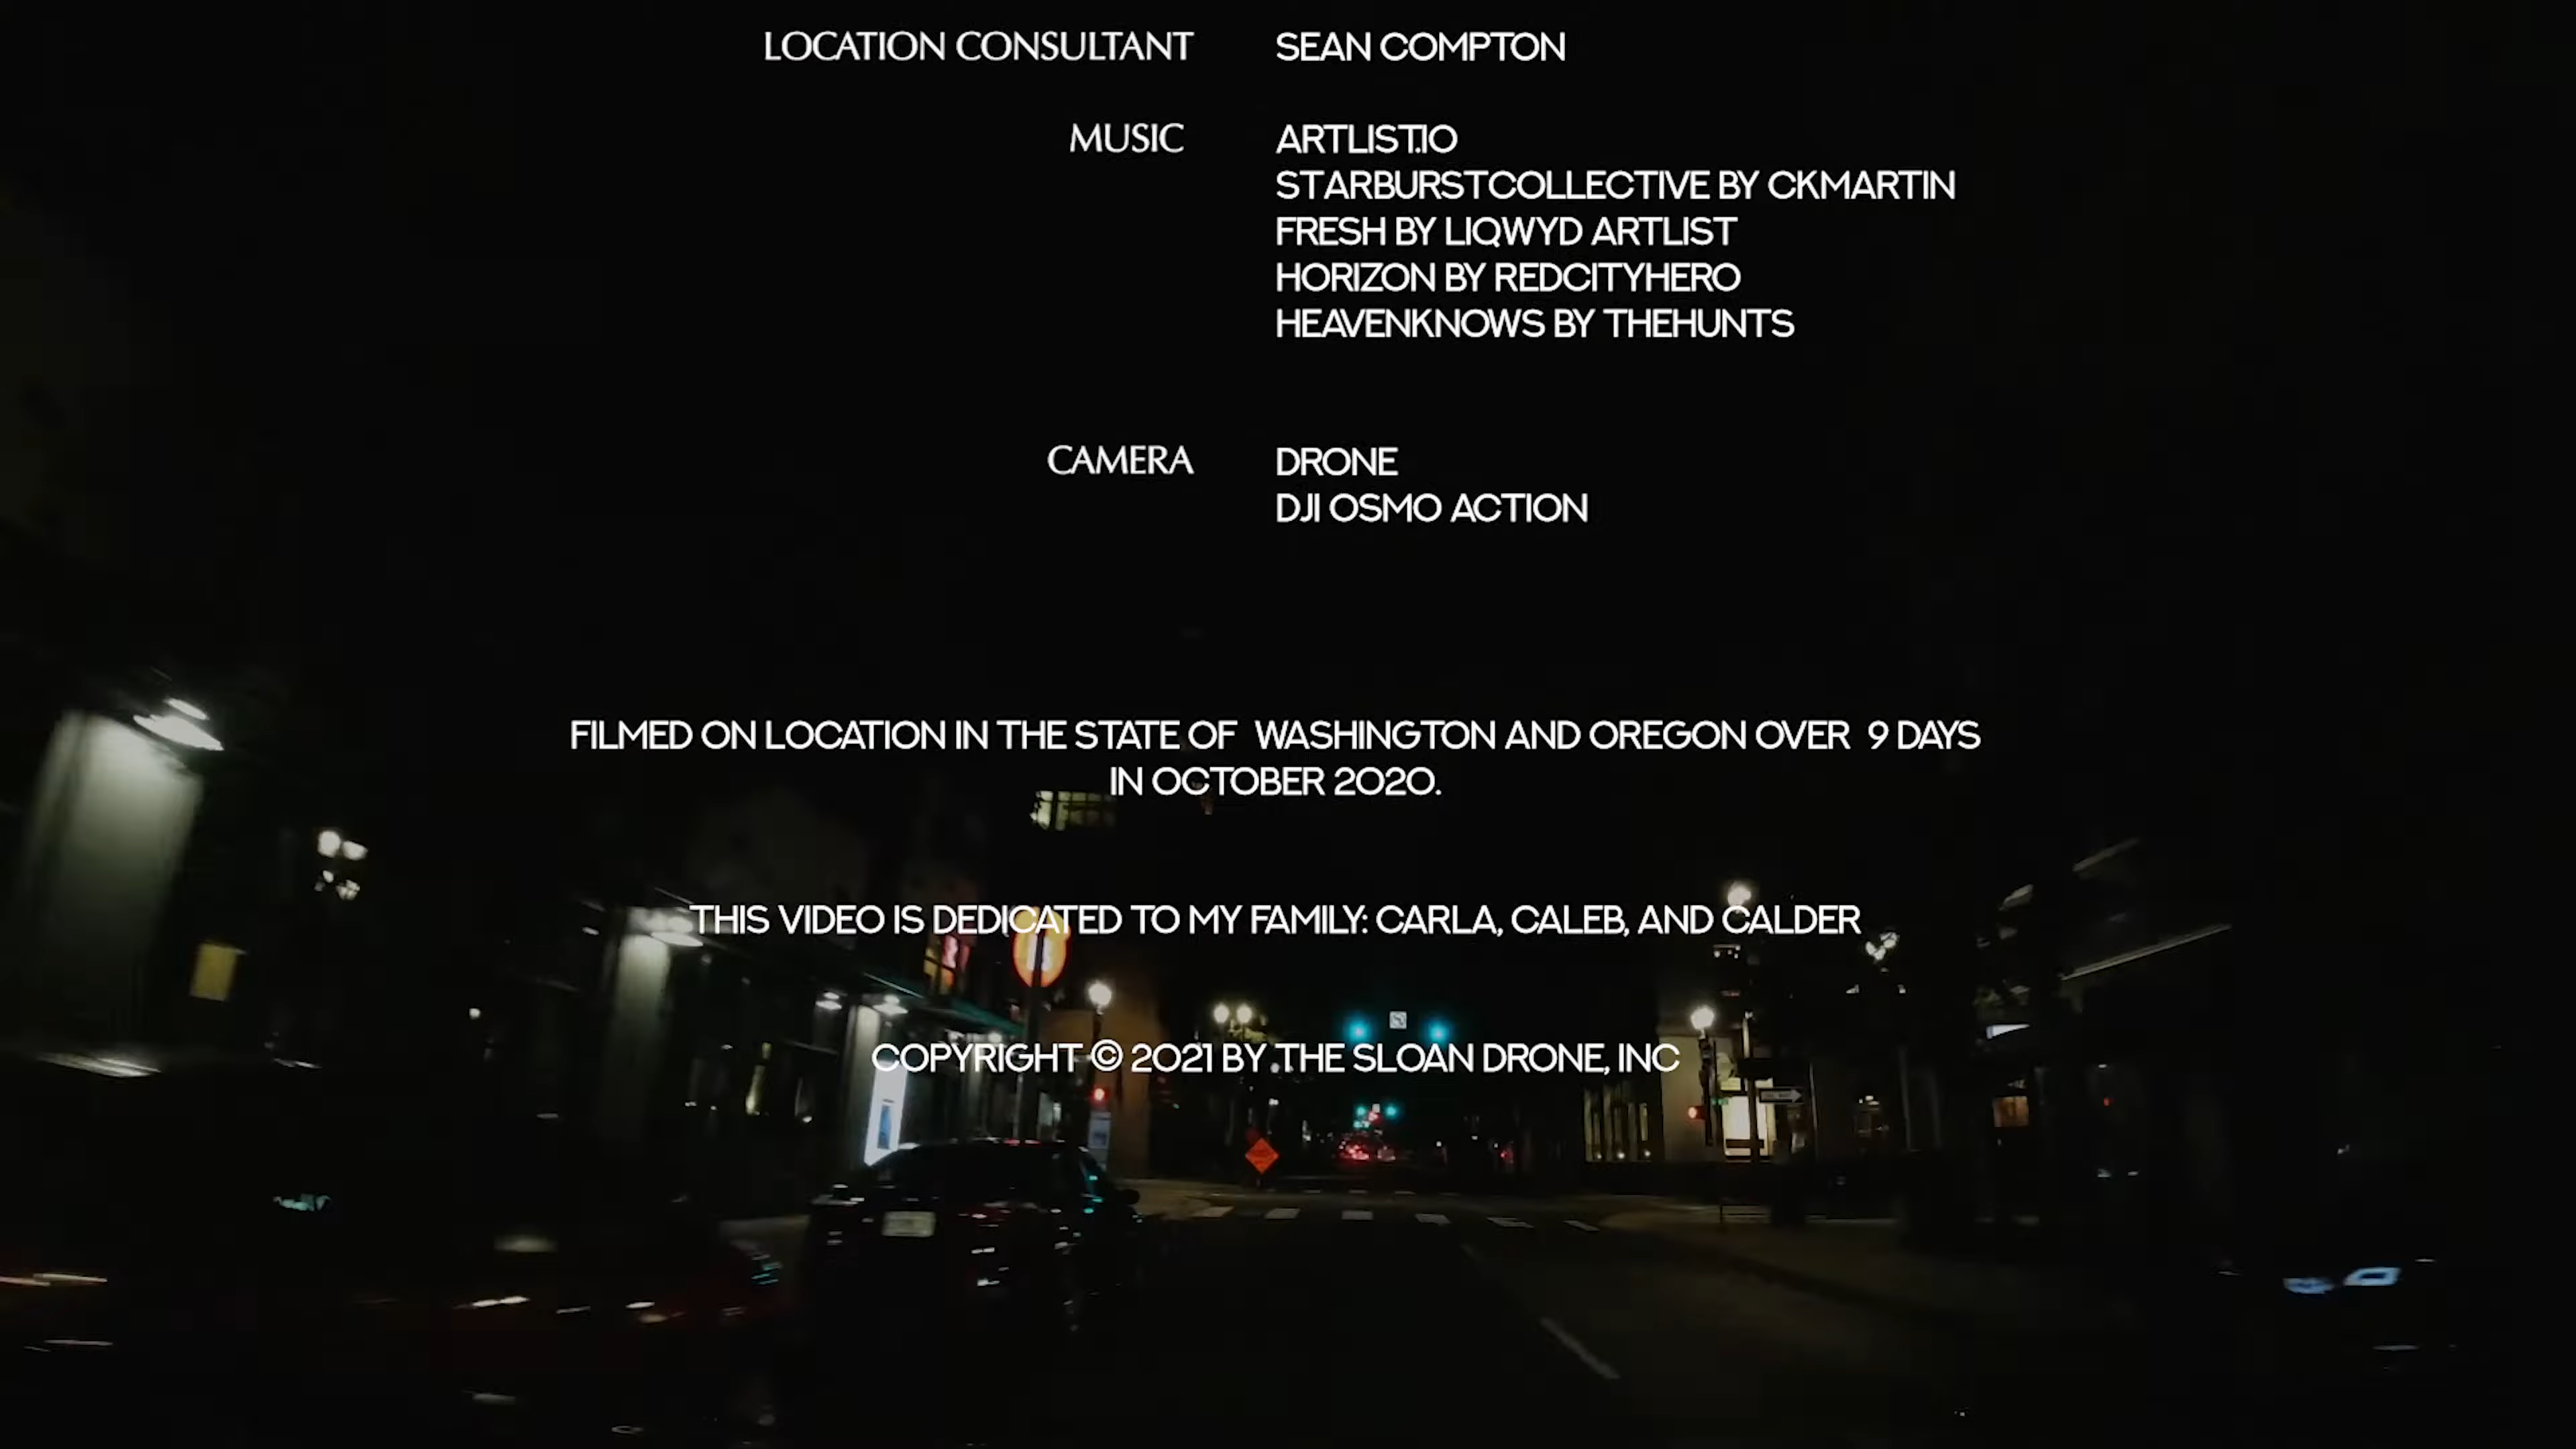 LOCATION CONSULTANT SEAN COMPTON
MUSIC ARTLIST.IO
STARBURSTCOLLECTIVE BY CKMARTIN
FRESH BY LIQWYD ARTLIST
HORIZON BY REDCITYHERO
HEAVENKNOWS BY THEHUNTS
CAMERA DRONE
DJI OSMO ACTION
FILMED ON LOCATION IN THE STATE OF WASHINGTON AND OREGON OVER 9 DAYS
IN OCTOBER 2020.
THIS VIDEO IS DEDICATED TO MY FAMILY: CARLA, CALEB, AND CALDER
COPYRIGHT © 2021 BY THE SLOAN DRONE, INC